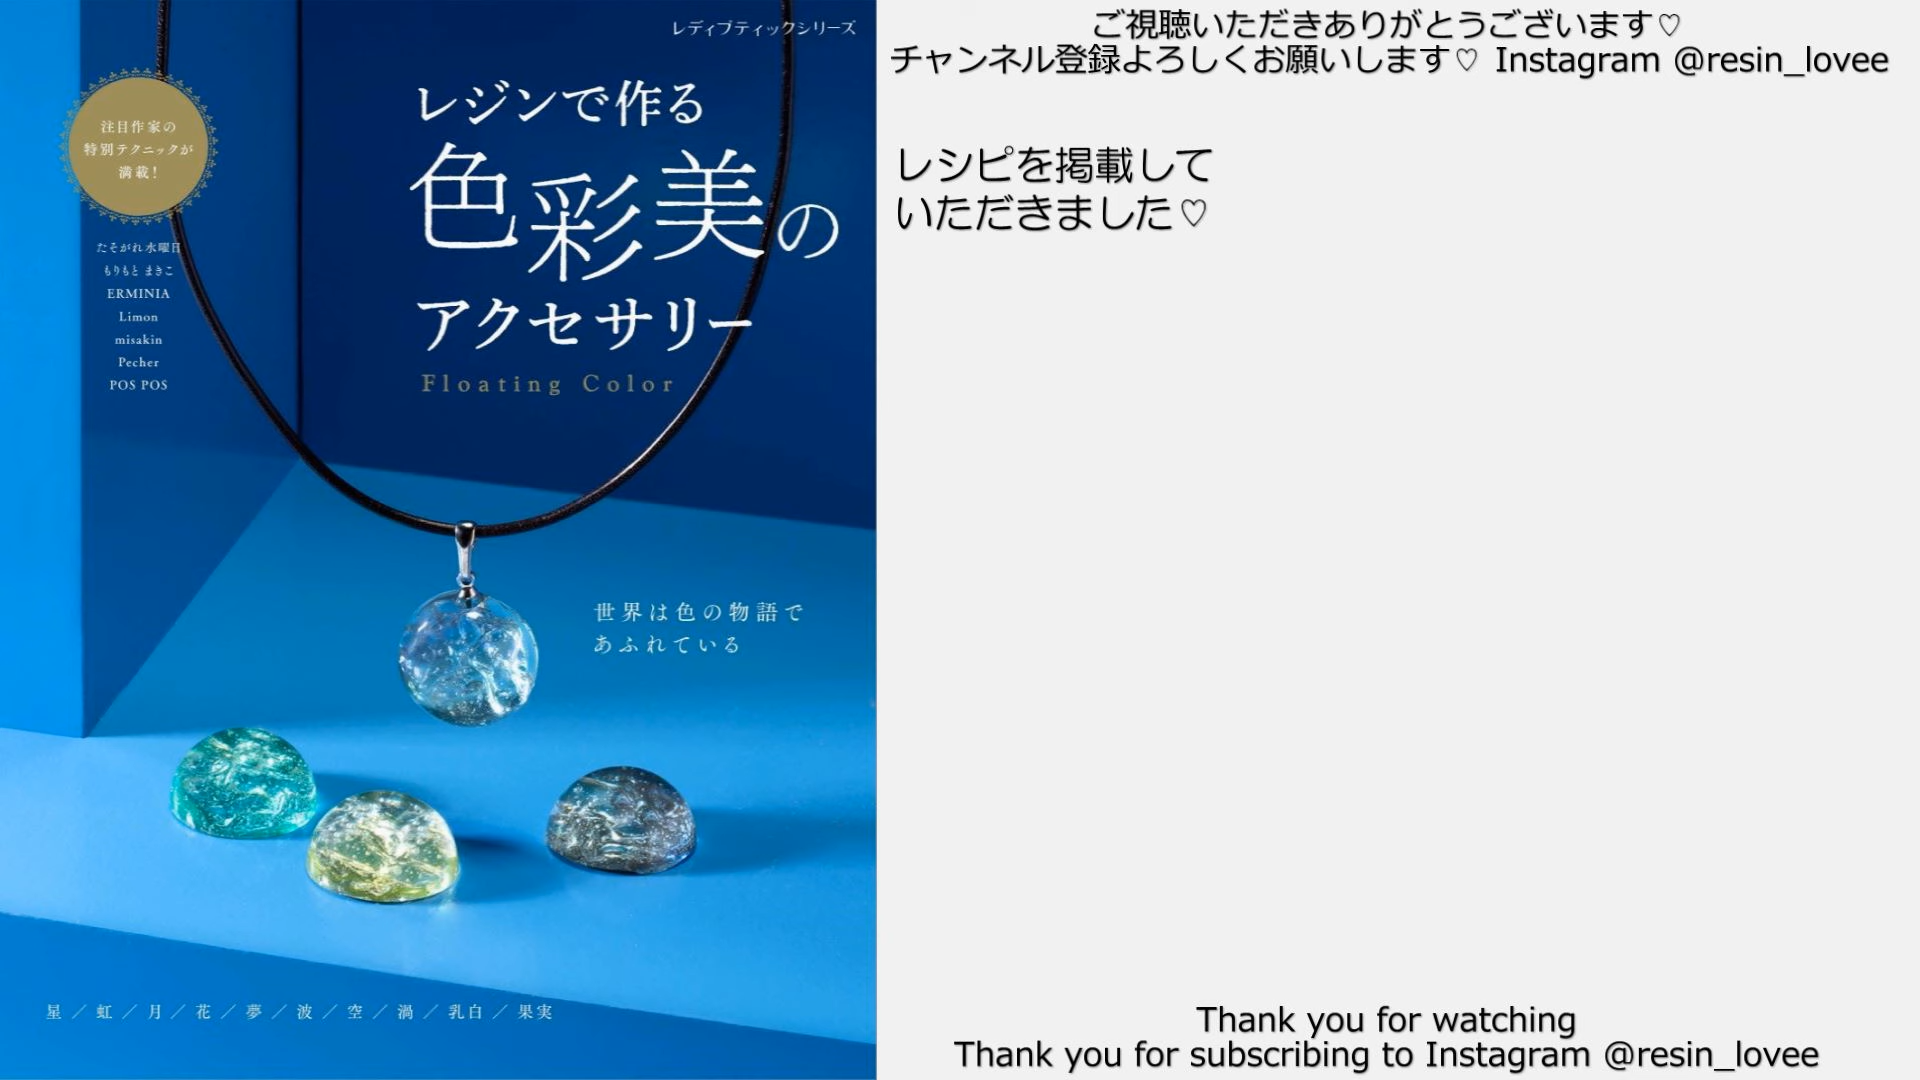 レディブティックシリーズ
注目作家の
特別テクニックが
満載!
レジンで作る
色彩美の
アクセサリー
Floating Color
たそがれ水曜日
もりもと まきこ
ERMINIA
Limon
misakin
Pecher
POS POS
世界は色の物語で
あふれている
星／虹／月／花／夢／波／空／渦／乳白／果実
ご視聴いただきありがとうございます♡
チャンネル登録よろしくお願いします♡ Instagram @resin_lovee
レシピを掲載して
いただきました♡
Thank you for watching
Thank you for subscribing to Instagram @resin_lovee